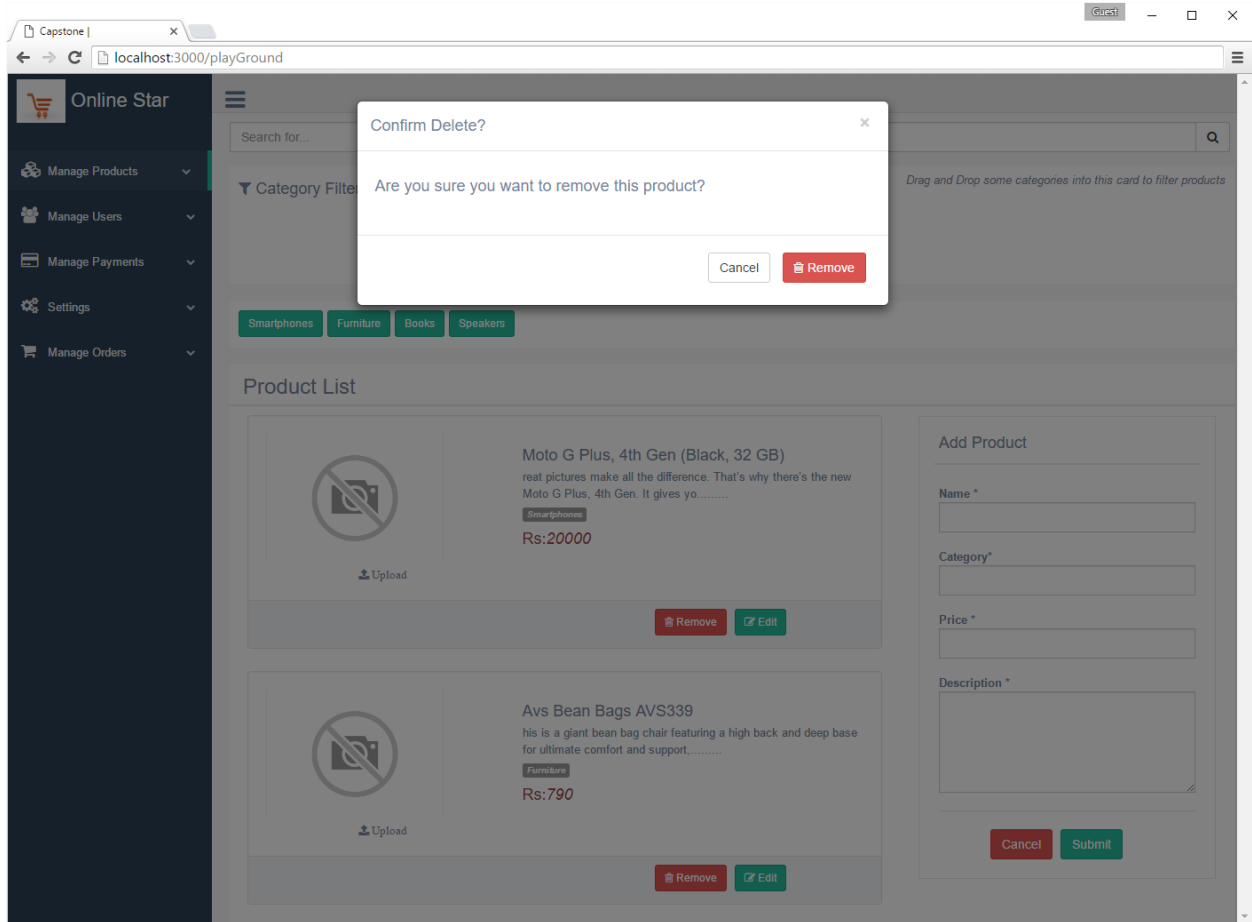 Guest
Capstone |
localhost:3000/playGround
Online Star
Manage Products
Manage Users
Manage Payments
Settings
Manage Orders
Search for...
Category Filte
Drag and Drop some categories into this card to filter products
Confirm Delete?
×
Are you sure you want to remove this product?
Cancel
Remove
Smartphones
Furniture
Books
Speakers
Product List
Moto G Plus, 4th Gen (Black, 32 GB)
reat pictures make all the difference. That's why there's the new
Moto G Plus, 4th Gen. It gives yo.........
Smartphones
Rs:20000
Upload
Remove
Edit
Avs Bean Bags AVS339
his is a giant bean bag chair featuring a high back and deep base
for ultimate comfort and support,.........
Furniture
Rs:790
Upload
Remove
Edit
Add Product
Name *
Category*
Price *
Description *
Cancel
Submit